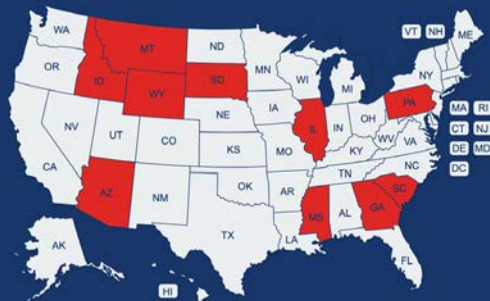 VT NH
WA
MT
ND
ME
OR
ID
SD
MN
WI
MI
NY
WY
NE
IA
PA
NV
UT
CO
KS
MO
IL
IN
OH
WV
VA
KY
MA RI
CT NJ
DE MD
DC
CA
AZ
NM
OK
AR
TN
NC
SC
TX
LA
MS
AL
GA
FL
AK
HI